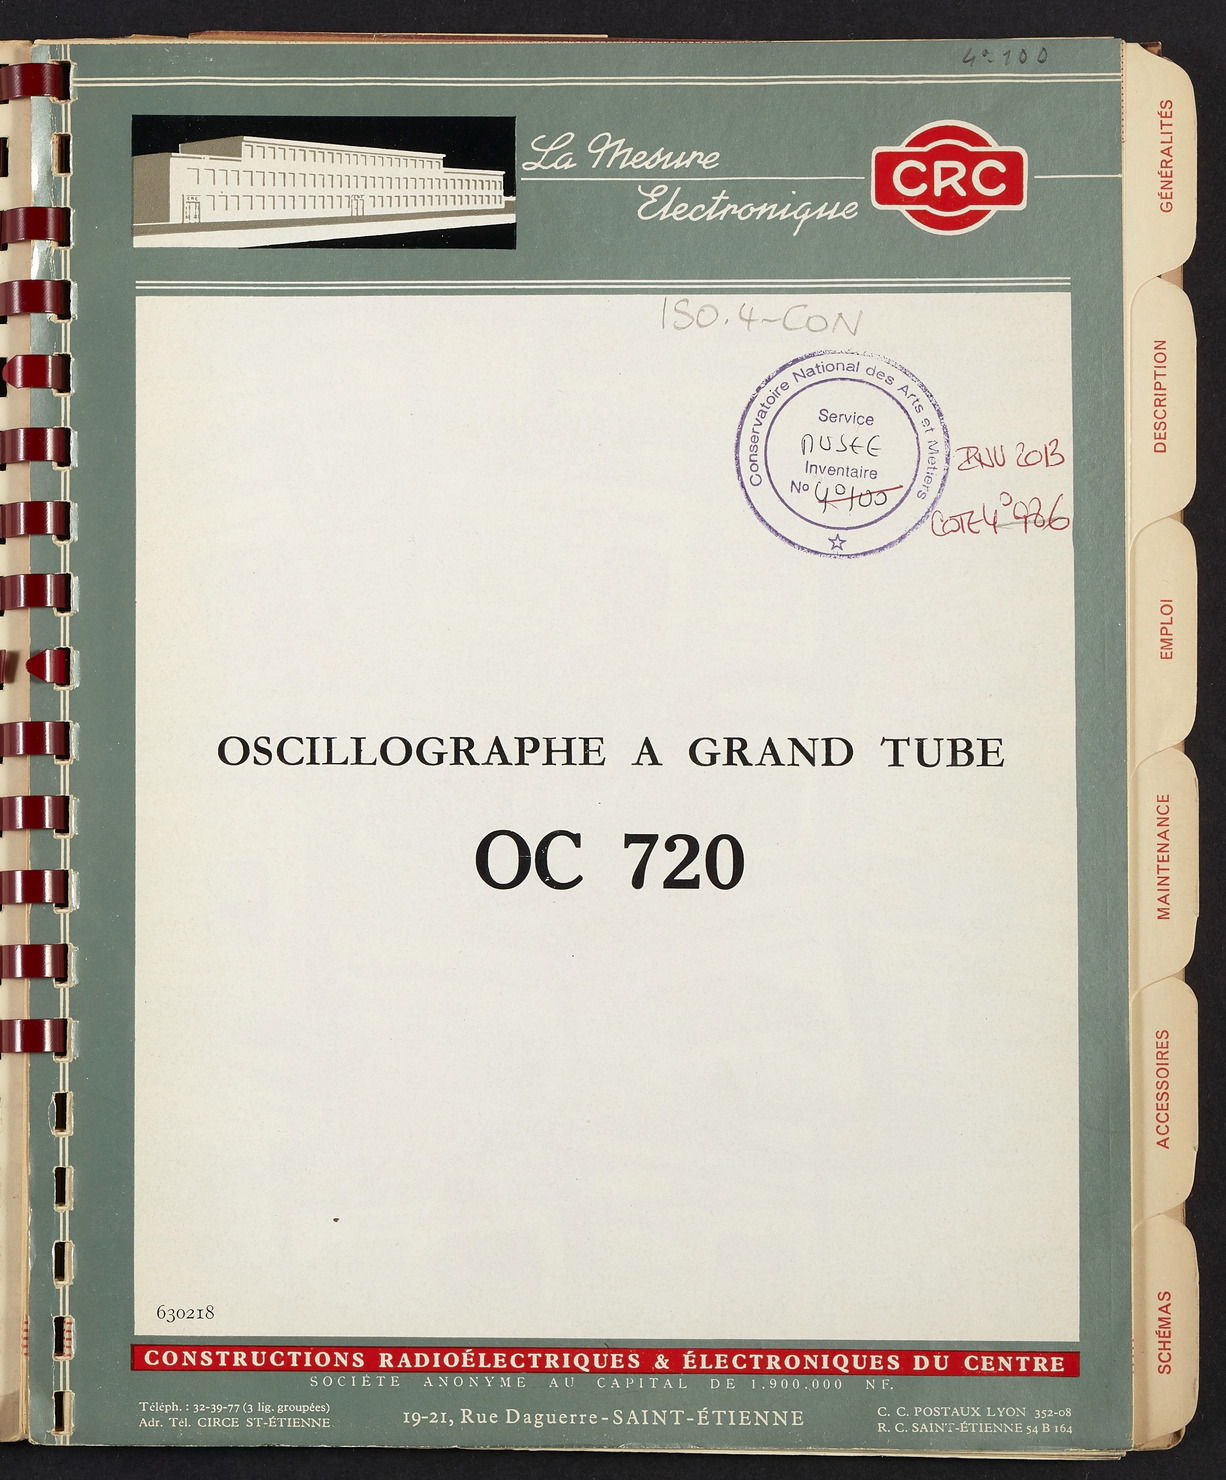 4°.100
La Mesure
Electronique
CRC
ISO.4-CON
Conservatoire National des Arts et Métiers
Service
MUSEE
Inventaire
No 4°100
INV 2013
COTE 4° 986
OSCILLOGRAPHE A GRAND TUBE
OC 720
630218
CONSTRUCTIONS RADIOÉLECTRIQUES & ÉLECTRONIQUES DU CENTRE
SOCIÉTÉ ANONYME AU CAPITAL DE 1.900.000 NF.
Téléph. : 32-39-77 (3 lig. groupées)
Adr. Tél. CIRCE ST-ÉTIENNE
19-21, Rue Daguerre - SAINT-ÉTIENNE
C. C. POSTAUX LYON 352-08
R. C. SAINT-ÉTIENNE 54 B 164
GÉNÉRALITÉS
DESCRIPTION
EMPLOI
MAINTENANCE
ACCESSOIRES
SCHÉMAS